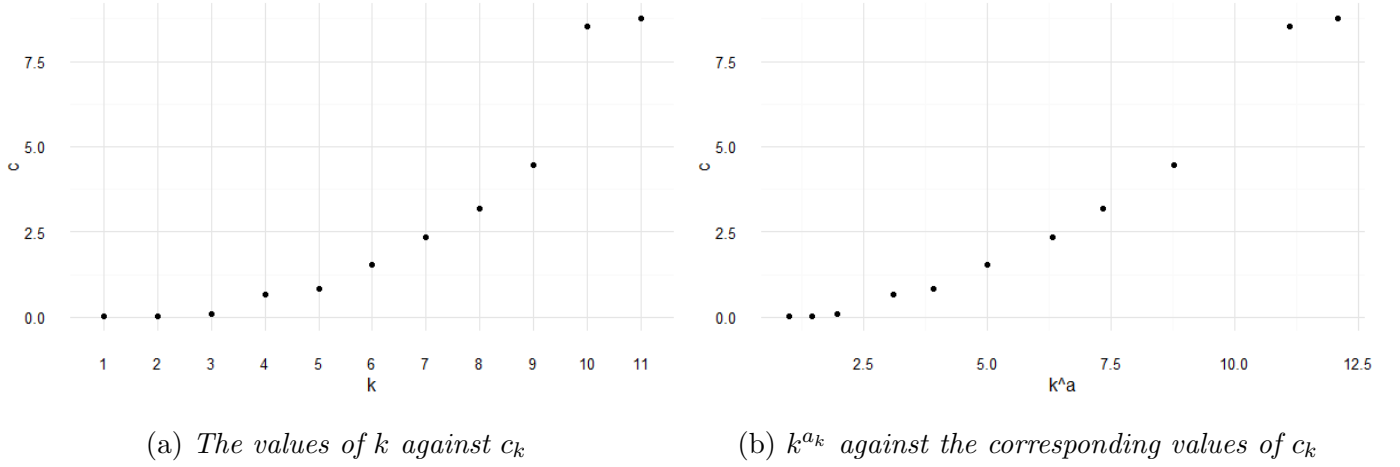 7.5
5.0
2.5
0.0
c
1 2 3 4 5 6 7 8 9 10 11
k
(a) The values of k against c_k
7.5
5.0
2.5
0.0
c
2.5 5.0 7.5 10.0 12.5
k^a
(b) k^{a_k} against the corresponding values of c_k